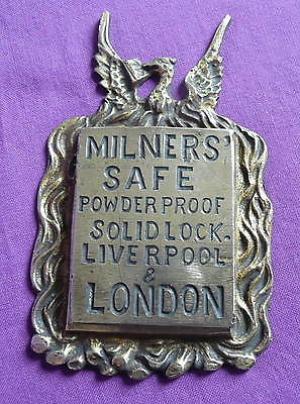 MILNERS'
SAFE
POWDER PROOF
SOLID LOCK.
LIVERPOOL
&
LONDON